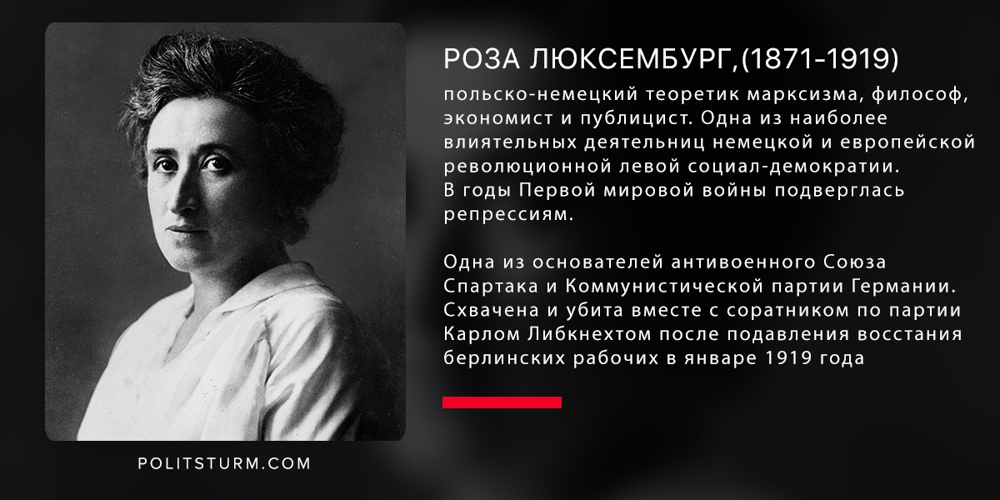 РОЗА ЛЮКСЕМБУРГ,(1871-1919)
польско-немецкий теоретик марксизма, философ,
экономист и публицист. Одна из наиболее
влиятельных деятельниц немецкой и европейской
революционной левой социал-демократии.
В годы Первой мировой войны подверглась
репрессиям.
Одна из основателей антивоенного Союза
Спартака и Коммунистической партии Германии.
Схвачена и убита вместе с соратником по партии
Карлом Либкнехтом после подавления восстания
берлинских рабочих в январе 1919 года
POLITSTURM.COM